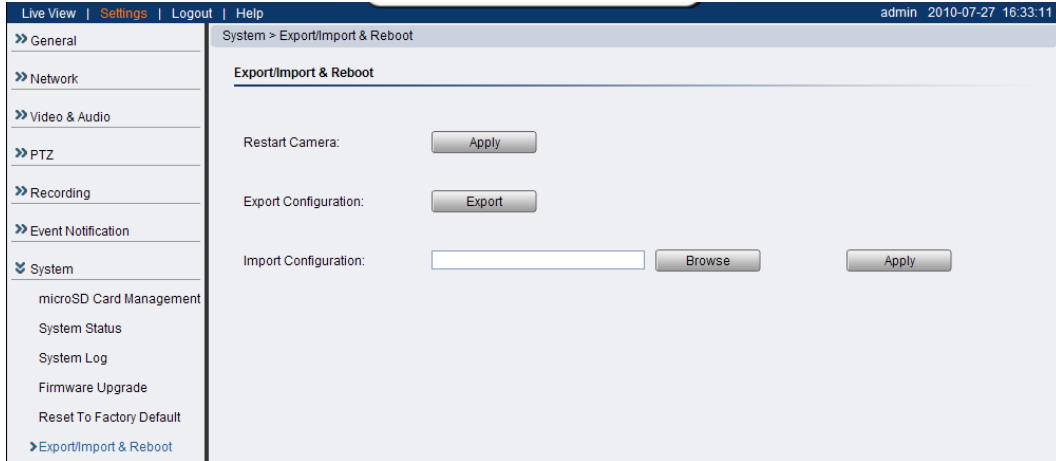 Live View | Settings | Logout | Help
admin 2010-07-27 16:33:11
General
Network
Video & Audio
PTZ
Recording
Event Notification
System
microSD Card Management
System Status
System Log
Firmware Upgrade
Reset To Factory Default
Export/Import & Reboot
System > Export/Import & Reboot
Export/Import & Reboot
Restart Camera: Apply
Export Configuration: Export
Import Configuration: Browse Apply